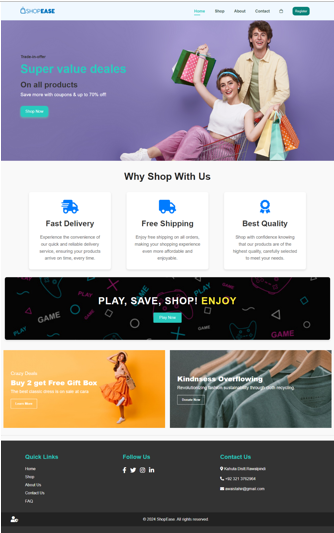 SHOPEASE
Home Shop About Contact Register
Trade-in-offer
Super value deales
On all products
Save more with coupons & up to 70% off!
Shop Now
Why Shop With Us
Fast Delivery
Experience the convenience of
our quick and reliable delivery
service, ensuring your products
arrive on time, every time.
Free Shipping
Enjoy free shipping on all orders,
making your shopping experience
even more affordable and
enjoyable.
Best Quality
Shop with confidence knowing
that our products are of the
highest quality, carefully selected
to meet your needs.
PLAY
GAME
PLAY, SAVE, SHOP! ENJOY
Play Now
GAME
PLAY
Crazy Deals
Buy 2 get Free Gift Box
The best classic dress is on sale at cara
Learn More
Kindness Overflowing
Revolutionizing fashion sustainability through cloth recycling
Donate Now
Quick Links
Home
Shop
About Us
Contact Us
FAQ
Follow Us
Contact Us
Kahuta Distt Rawalpindi
+92 321 3762984
© 2024 ShopEase. All rights reserved.